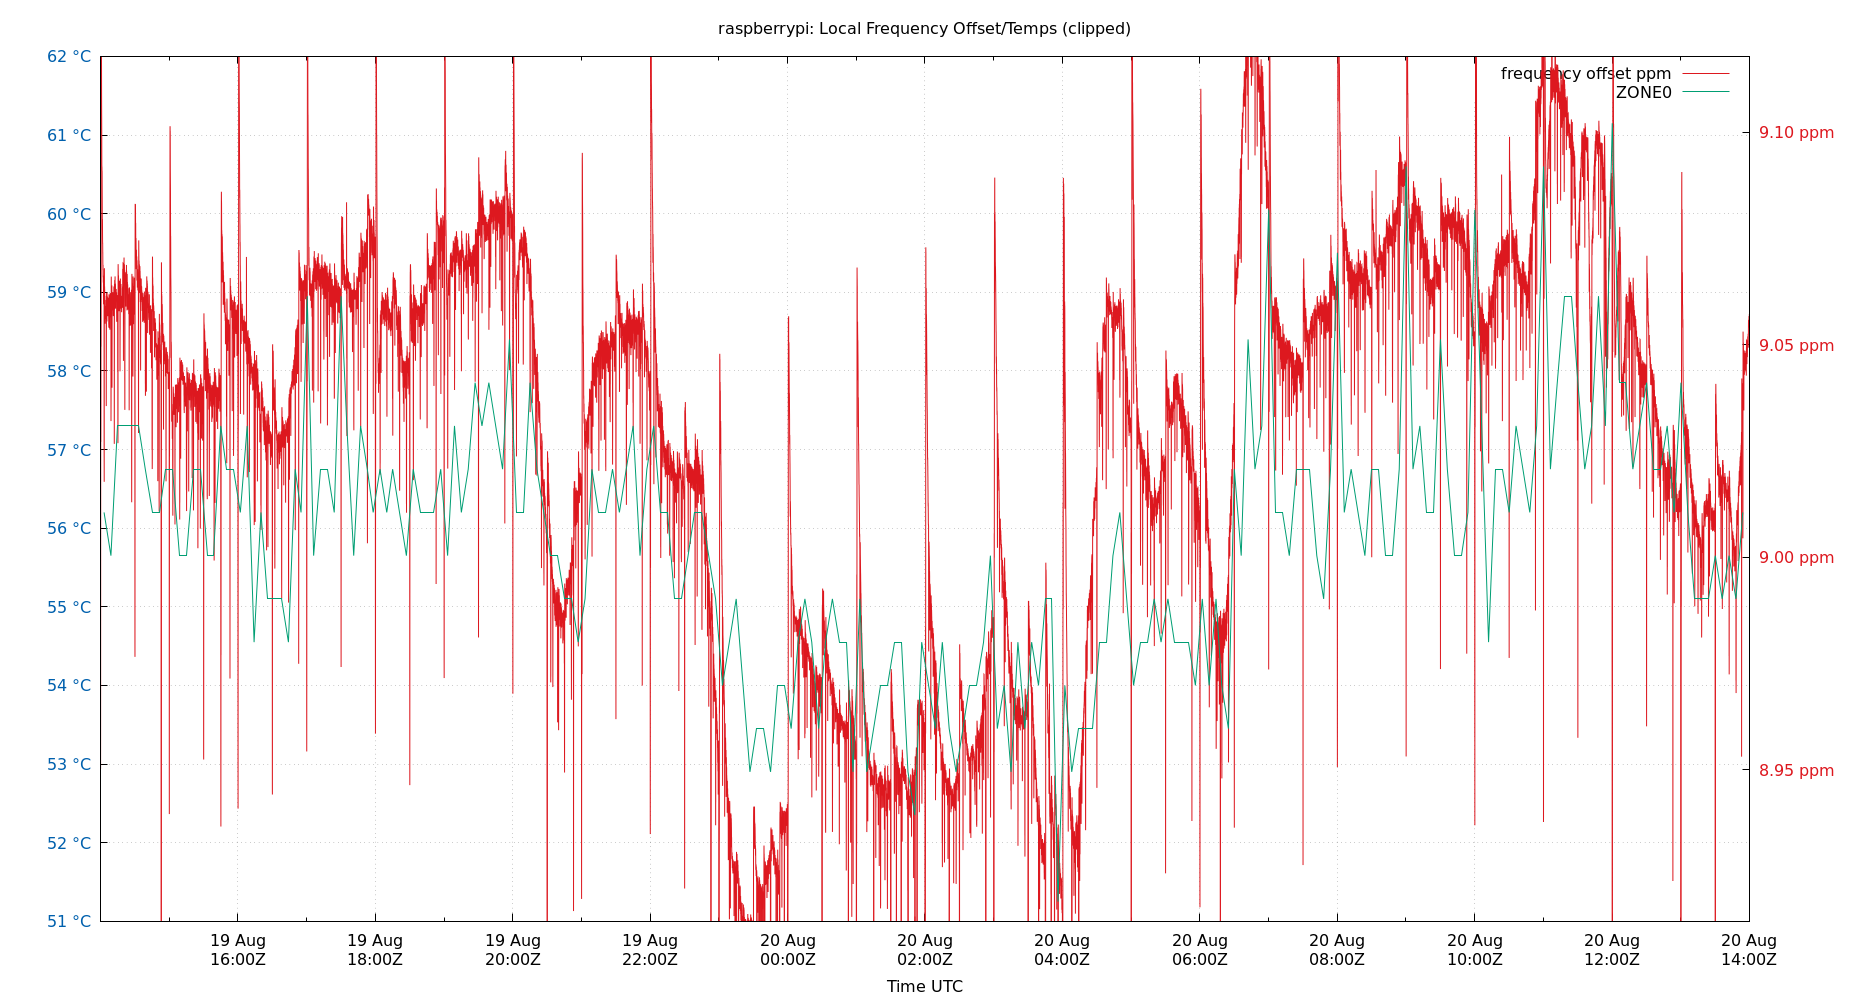 raspberrypi: Local Frequency Offset/Temps (clipped)
62 °C
61 °C
60 °C
59 °C
58 °C
57 °C
56 °C
55 °C
54 °C
53 °C
52 °C
51 °C
frequency offset ppm
ZONE0
9.10 ppm
9.05 ppm
9.00 ppm
8.95 ppm
19 Aug
16:00Z
19 Aug
18:00Z
19 Aug
20:00Z
19 Aug
22:00Z
20 Aug
00:00Z
20 Aug
02:00Z
20 Aug
04:00Z
20 Aug
06:00Z
20 Aug
08:00Z
20 Aug
10:00Z
20 Aug
12:00Z
20 Aug
14:00Z
Time UTC